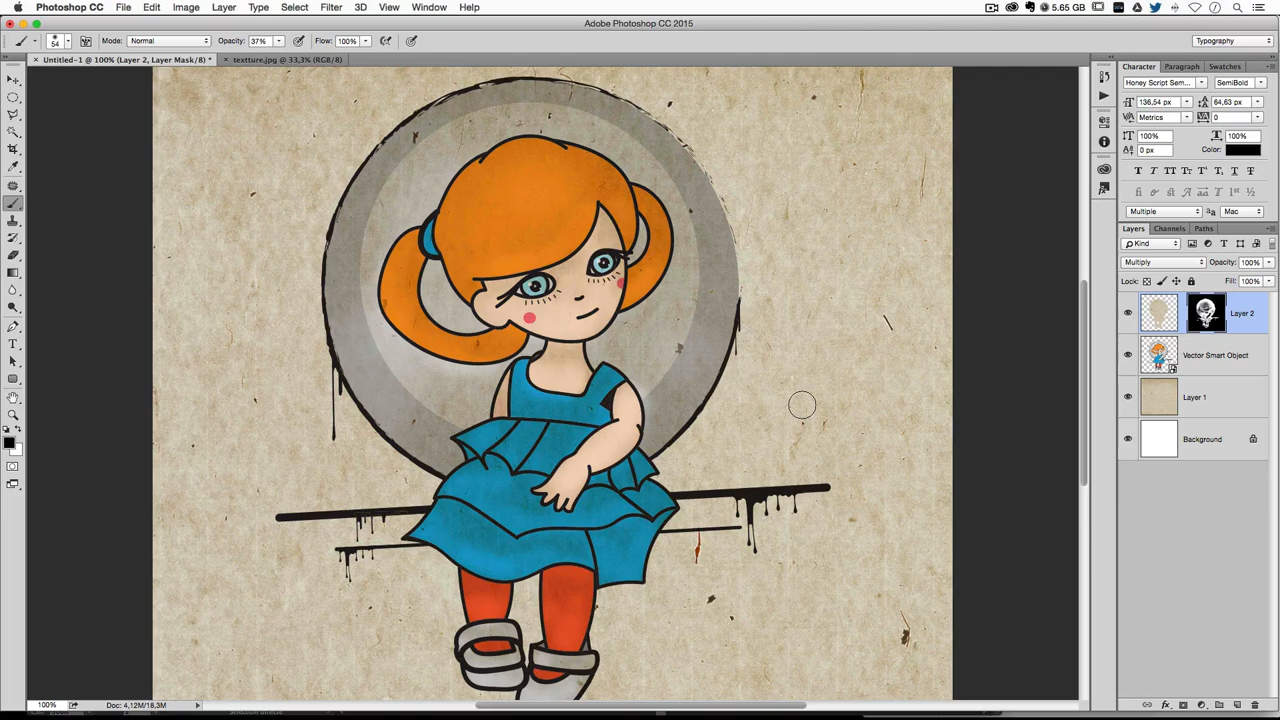 Photoshop CC File Edit Image Layer Type Select Filter 3D View Window Help 5.65 GB
Adobe Photoshop CC 2015
54 Mode: Normal Opacity: 37% Flow: 100% Typography
Untitled-1 @ 100% (Layer 2, Layer Mask/8) * textture.jpg @ 33,3% (RGB/8)
Character Paragraph Swatches
Honey Script Sem... SemiBold
136,54 px 64,63 px
Metrics 0
100% 100%
0 px Color:
Multiple Mac
Layers Channels Paths
Kind
Multiply Opacity: 100%
Lock: Fill: 100%
Layer 2
Vector Smart Object
Layer 1
Background
100% Doc: 4,12M/18,3M